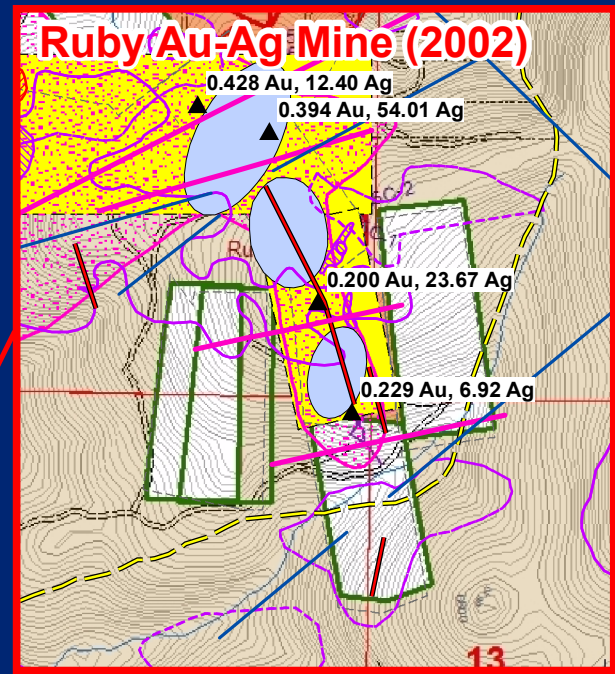 Ruby Au-Ag Mine (2002)
0.428 Au, 12.40 Ag
0.394 Au, 54.01 Ag
Ru
0.200 Au, 23.67 Ag
0.229 Au, 6.92 Ag
13